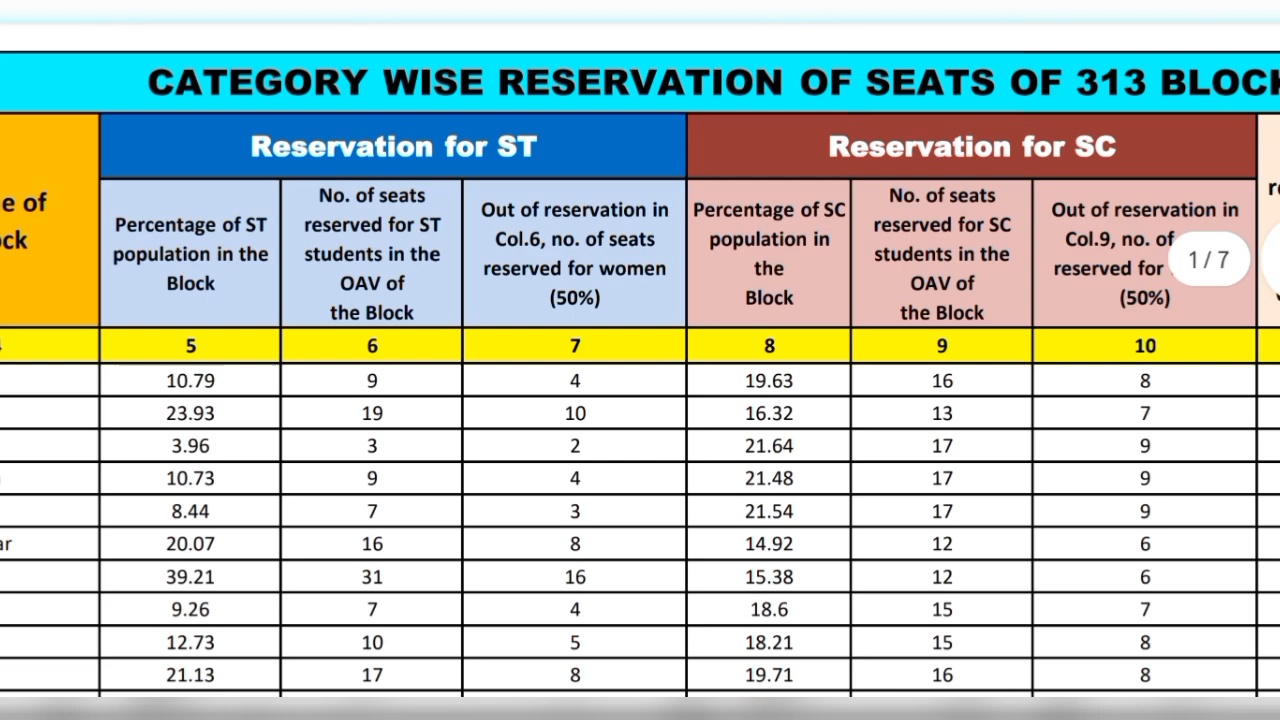 CATEGORY WISE RESERVATION OF SEATS OF 313 BLOCK
Reservation for ST Reservation for SC
e of
ck
Percentage of ST
population in the
Block
No. of seats
reserved for ST
students in the
OAV of
the Block
Out of reservation in
Col.6, no. of seats
reserved for women
(50%)
Percentage of SC
population in
the
Block
No. of seats
reserved for SC
students in the
OAV of
the Block
Out of reservation in
Col.9, no. of
reserved for
(50%)
1 / 7
5 6 7 8 9 10
10.79 9 4 19.63 16 8
23.93 19 10 16.32 13 7
3.96 3 2 21.64 17 9
10.73 9 4 21.48 17 9
8.44 7 3 21.54 17 9
ar 20.07 16 8 14.92 12 6
39.21 31 16 15.38 12 6
9.26 7 4 18.6 15 7
12.73 10 5 18.21 15 8
21.13 17 8 19.71 16 8